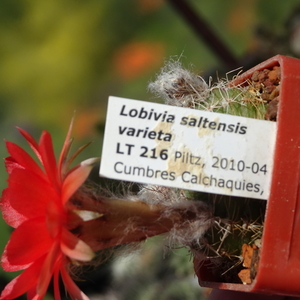 Lobivia saltensis
varieta
LT 216 Piltz, 2010-04
Cumbres Calchaquies,